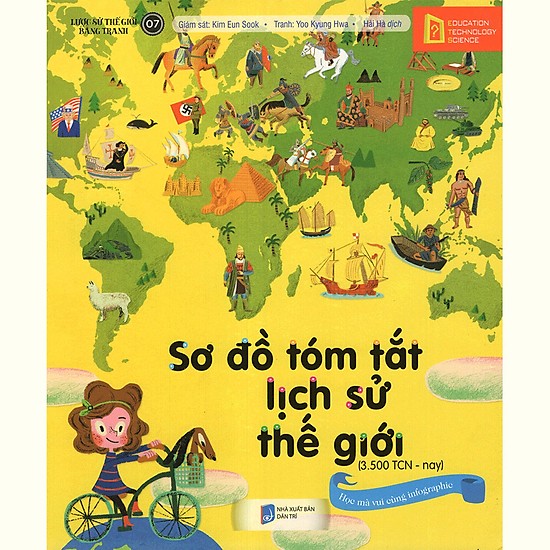 LƯỢC SỬ THẾ GIỚI
BẰNG TRANH
07
Giám sát: Kim Eun Sook • Tranh: Yoo Kyung Hwa • Hải Hà dịch
EDUCATION
TECHNOLOGY
SCIENCE
Sơ đồ tóm tắt
lịch sử
thế giới
(3.500 TCN - nay)
Học mà vui cùng infographic
NHÀ XUẤT BẢN
DÂN TRÍ